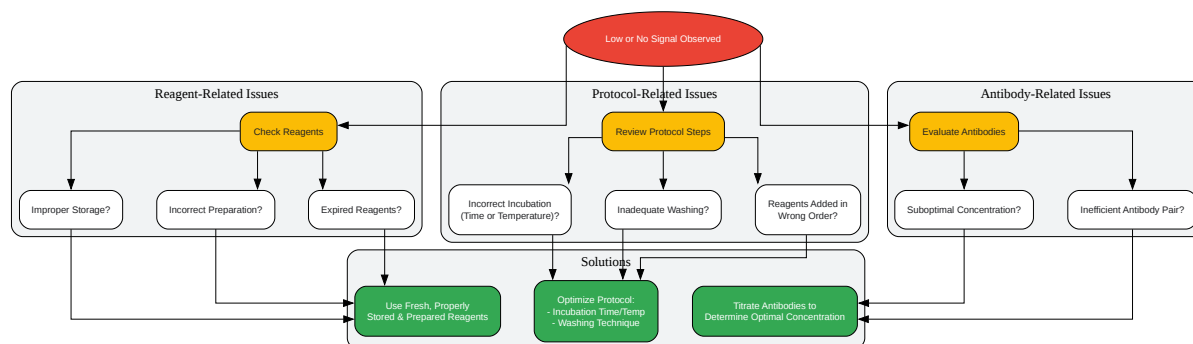 Low or No Signal Observed
Reagent-Related Issues
Protocol-Related Issues
Antibody-Related Issues
Check Reagents
Review Protocol Steps
Evaluate Antibodies
Improper Storage?
Incorrect Preparation?
Expired Reagents?
Incorrect Incubation
(Time or Temperature)?
Inadequate Washing?
Reagents Added in
Wrong Order?
Suboptimal Concentration?
Inefficient Antibody Pair?
Solutions
Use Fresh, Properly
Stored & Prepared Reagents
Optimize Protocol:
- Incubation Time/Temp
- Washing Technique
Titrate Antibodies to
Determine Optimal Concentration